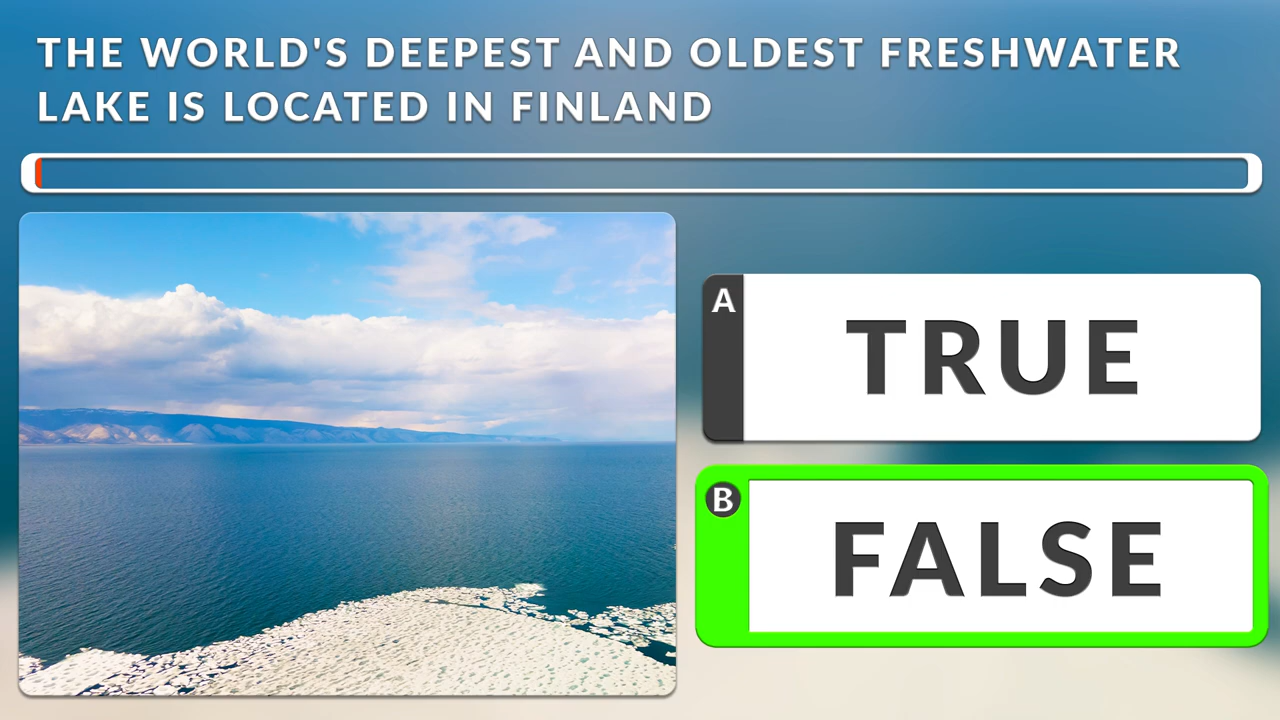 THE WORLD'S DEEPEST AND OLDEST FRESHWATER
LAKE IS LOCATED IN FINLAND
A
TRUE
B
FALSE